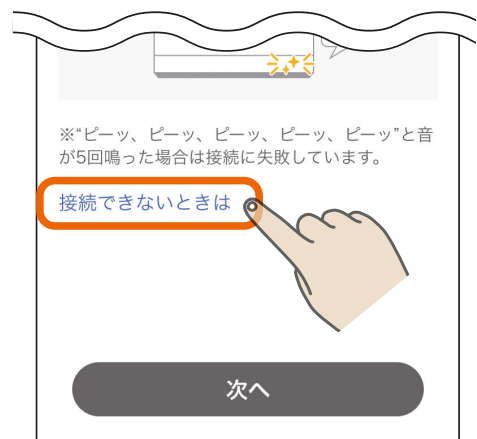 ※“ピーッ、ピーッ、ピーッ、ピーッ、ピーッ”と音
が5回鳴った場合は接続に失敗しています。
接続できないときは
次へ